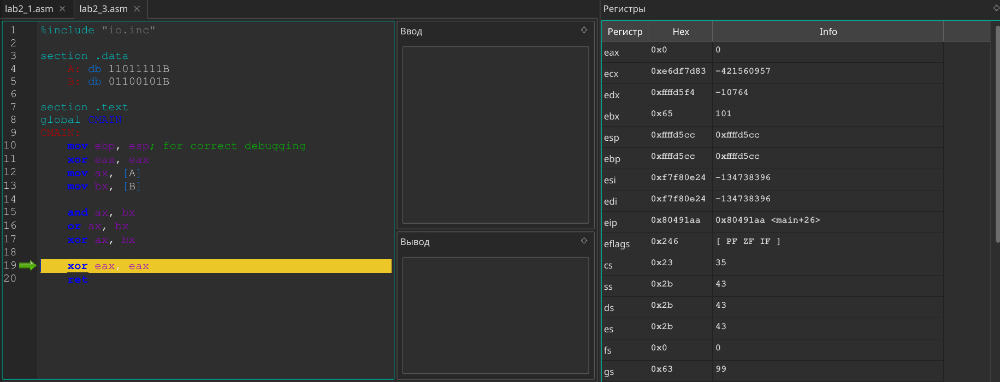 lab2_1.asm × lab2_3.asm ×
1 %include "io.inc"
2
3 section .data
4 A: db 11011111B
5 B: db 01100101B
6
7 section .text
8 global CMAIN
9 CMAIN:
10 mov ebp, esp; for correct debugging
11 xor eax, eax
12 mov ax, [A]
13 mov bx, [B]
14
15 and ax, bx
16 or ax, bx
17 xor ax, bx
18
19 xor eax, eax
20 ret
Ввод
Вывод
Регистры
Регистр Hex Info
eax 0x0 0
ecx 0xe6df7d83 -421560957
edx 0xffffd5f4 -10764
ebx 0x65 101
esp 0xffffd5cc 0xffffd5cc
ebp 0xffffd5cc 0xffffd5cc
esi 0xf7f80e24 -134738396
edi 0xf7f80e24 -134738396
eip 0x80491aa 0x80491aa <main+26>
eflags 0x246 [ PF ZF IF ]
cs 0x23 35
ss 0x2b 43
ds 0x2b 43
es 0x2b 43
fs 0x0 0
gs 0x63 99